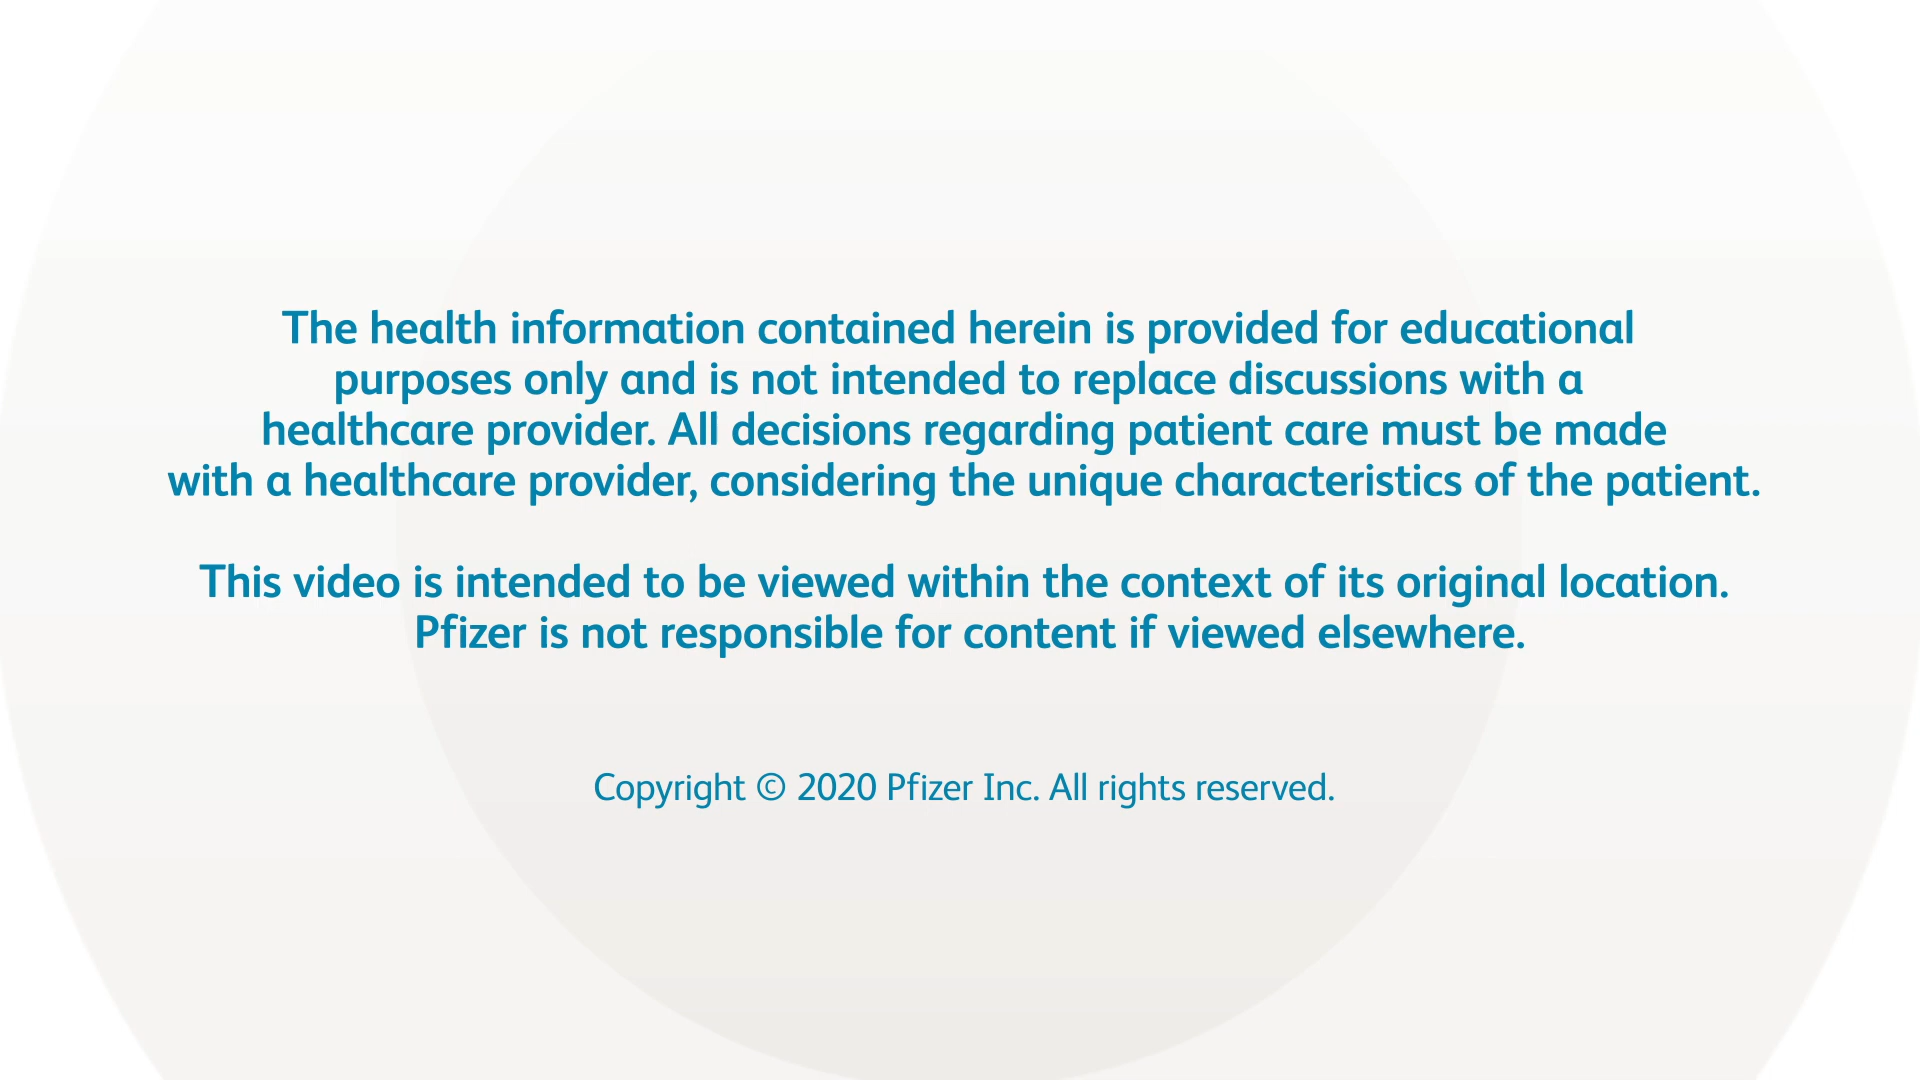 The health information contained herein is provided for educational
purposes only and is not intended to replace discussions with a
healthcare provider. All decisions regarding patient care must be made
with a healthcare provider, considering the unique characteristics of the patient.
This video is intended to be viewed within the context of its original location.
Pfizer is not responsible for content if viewed elsewhere.
Copyright © 2020 Pfizer Inc. All rights reserved.